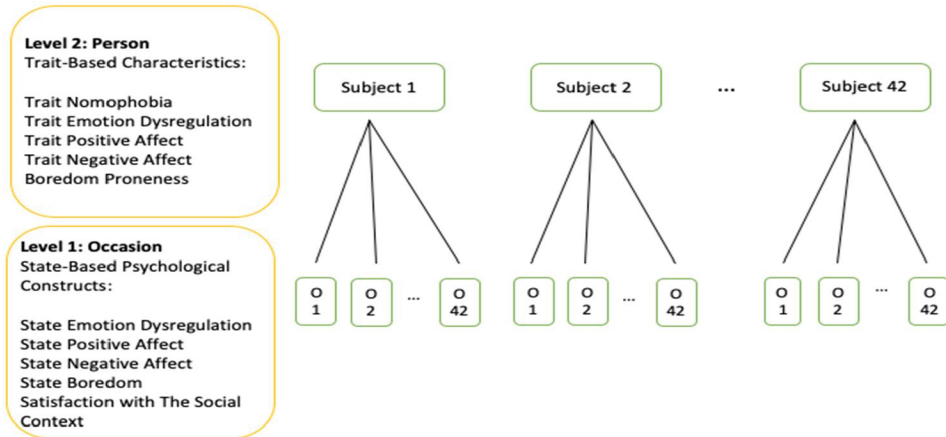 Level 2: Person
Trait-Based Characteristics:
Trait Nomophobia
Trait Emotion Dysregulation
Trait Positive Affect
Trait Negative Affect
Boredom Proneness
Subject 1
Subject 2
...
Subject 42
Level 1: Occasion
State-Based Psychological
Constructs:
State Emotion Dysregulation
State Positive Affect
State Negative Affect
State Boredom
Satisfaction with The Social
Context
O
1
O
2
...
O
42
O
1
O
2
...
O
42
O
1
O
2
...
O
42